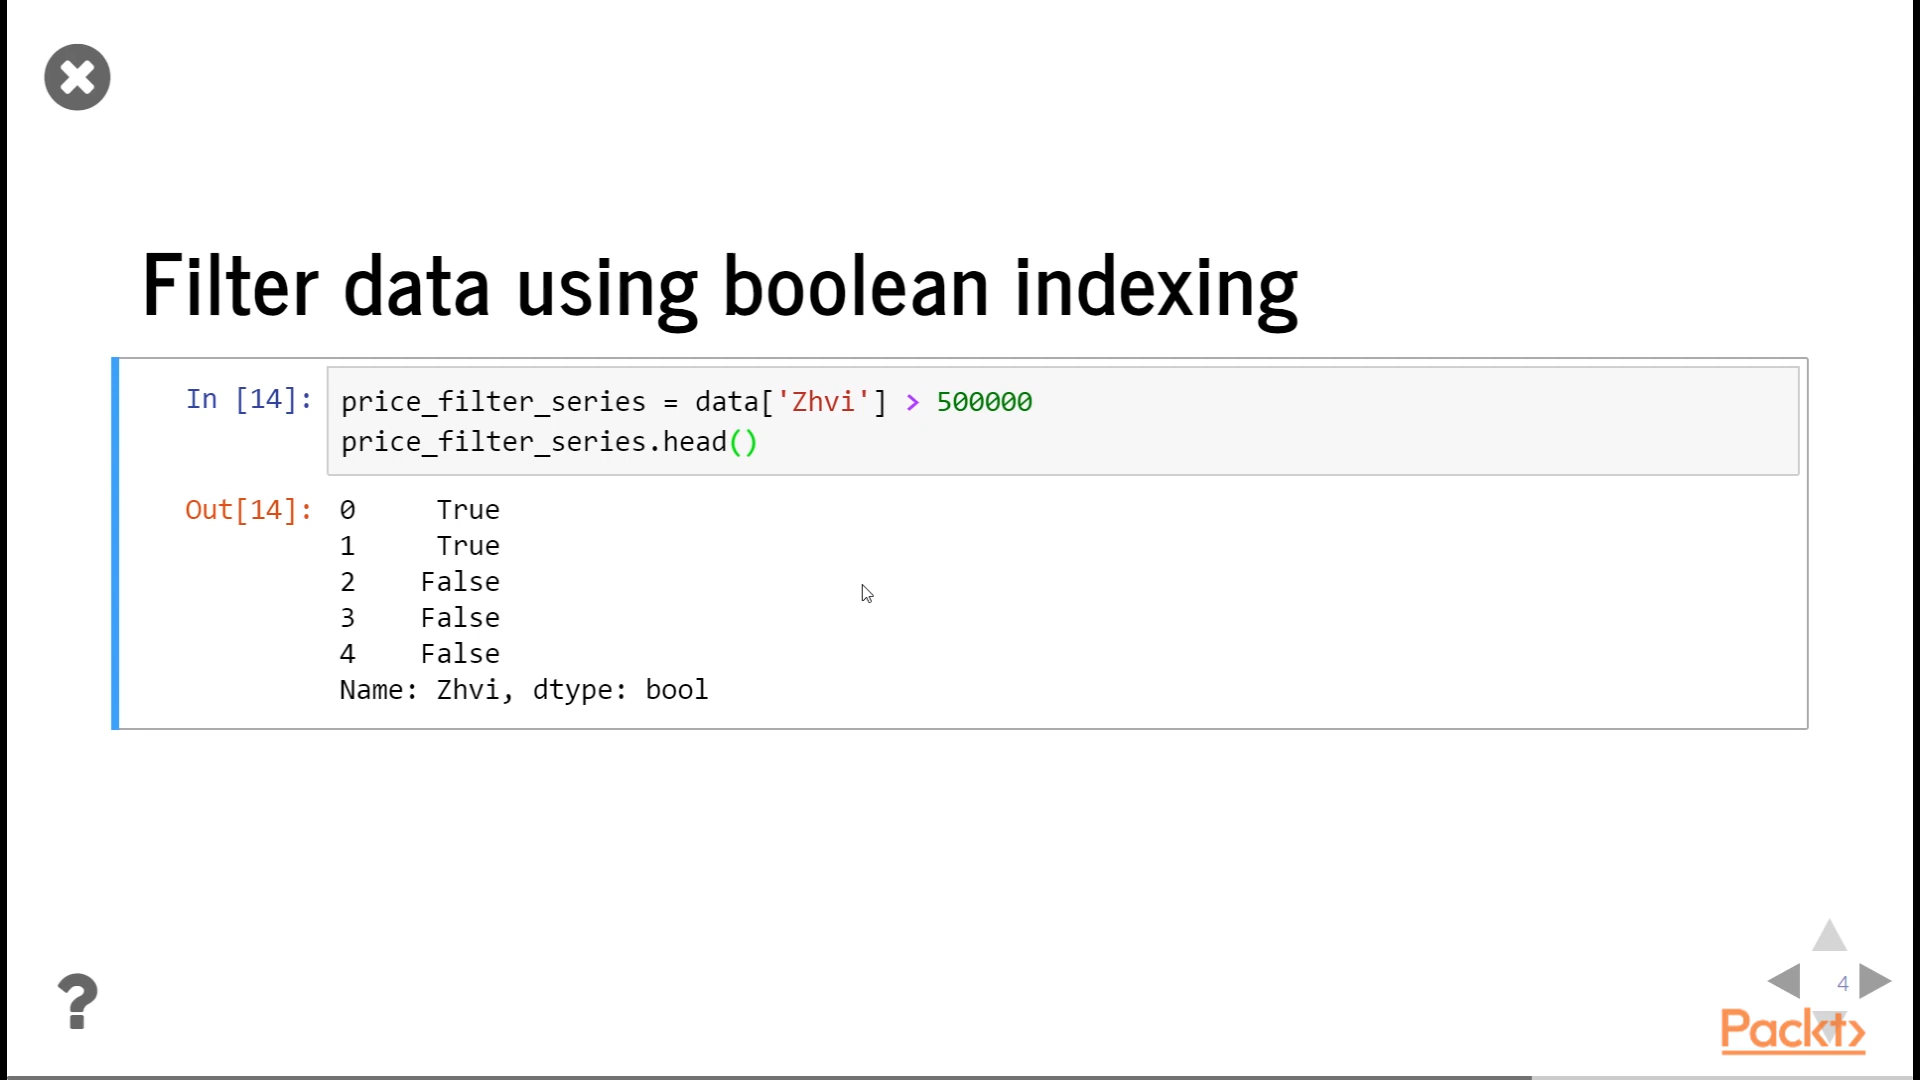 Filter data using boolean indexing
In [14]: price_filter_series = data['Zhvi'] > 500000
price_filter_series.head()
Out[14]: 0     True
1     True
2    False
3    False
4    False
Name: Zhvi, dtype: bool
?
4
Packt>